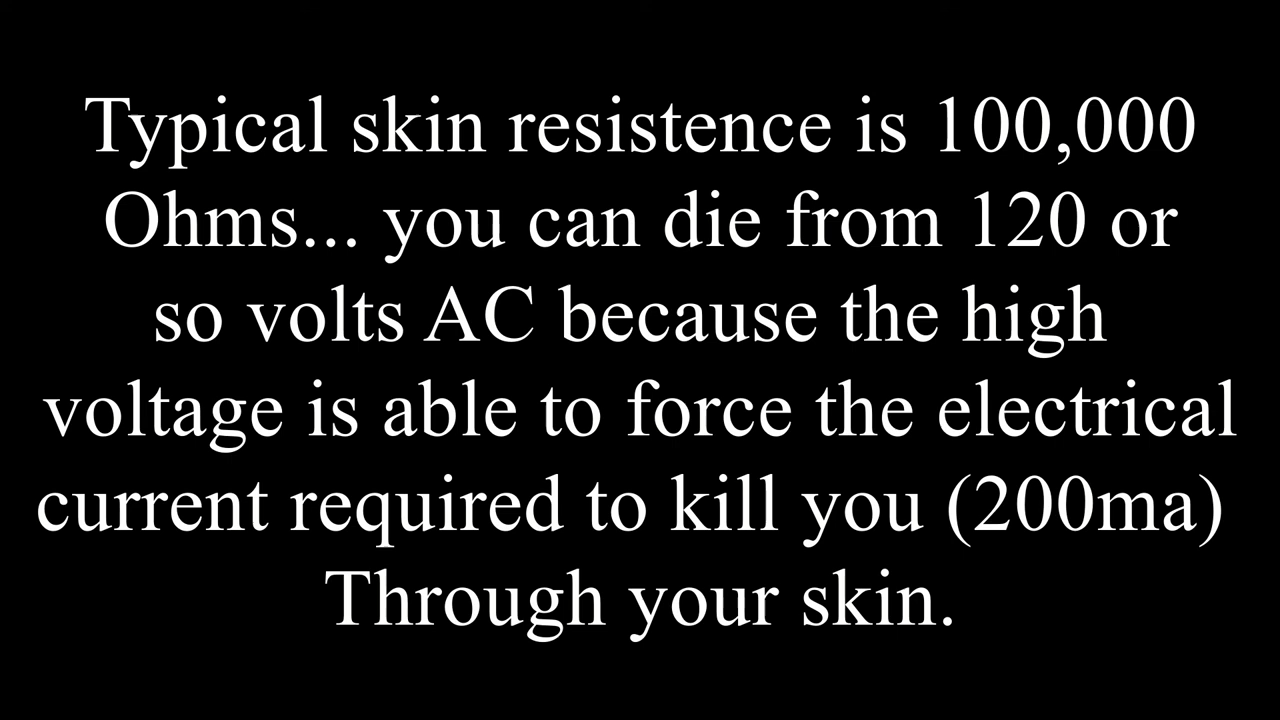 Typical skin resistence is 100,000
Ohms... you can die from 120 or
so volts AC because the high
voltage is able to force the electrical
current required to kill you (200ma)
Through your skin.